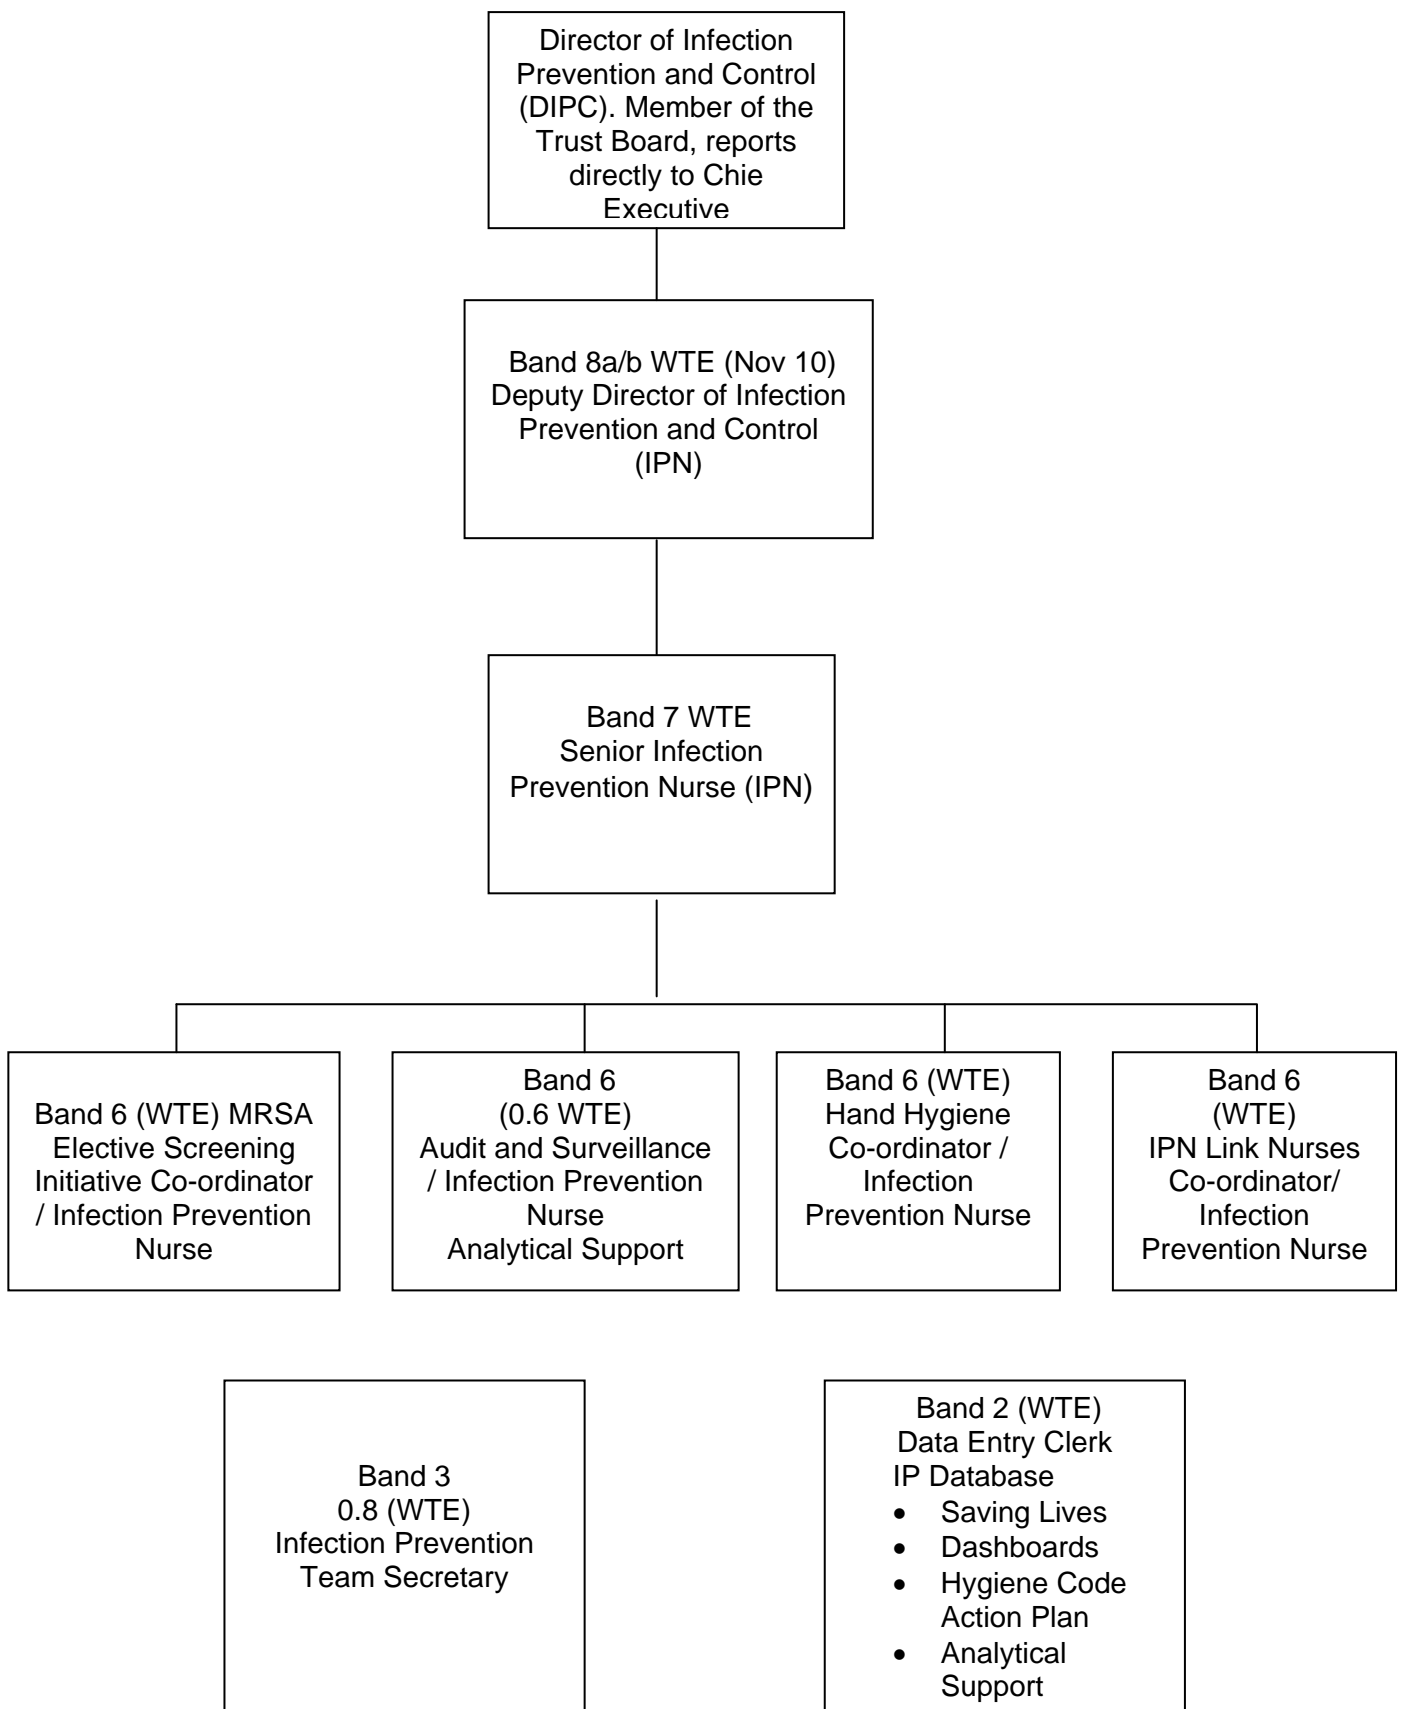 Director of Infection
Prevention and Control
(DIPC). Member of the
Trust Board, reports
directly to Chie
Executive
Band 8a/b WTE (Nov 10)
Deputy Director of Infection
Prevention and Control
(IPN)
Band 7 WTE
Senior Infection
Prevention Nurse (IPN)
Band 6 (WTE) MRSA
Elective Screening
Initiative Co-ordinator
/ Infection Prevention
Nurse
Band 6
(0.6 WTE)
Audit and Surveillance
/ Infection Prevention
Nurse
Analytical Support
Band 6 (WTE)
Hand Hygiene
Co-ordinator /
Infection
Prevention Nurse
Band 6
(WTE)
IPN Link Nurses
Co-ordinator/
Infection
Prevention Nurse
Band 3
0.8 (WTE)
Infection Prevention
Team Secretary
Band 2 (WTE)
Data Entry Clerk
IP Database
• Saving Lives
• Dashboards
• Hygiene Code
Action Plan
• Analytical
Support